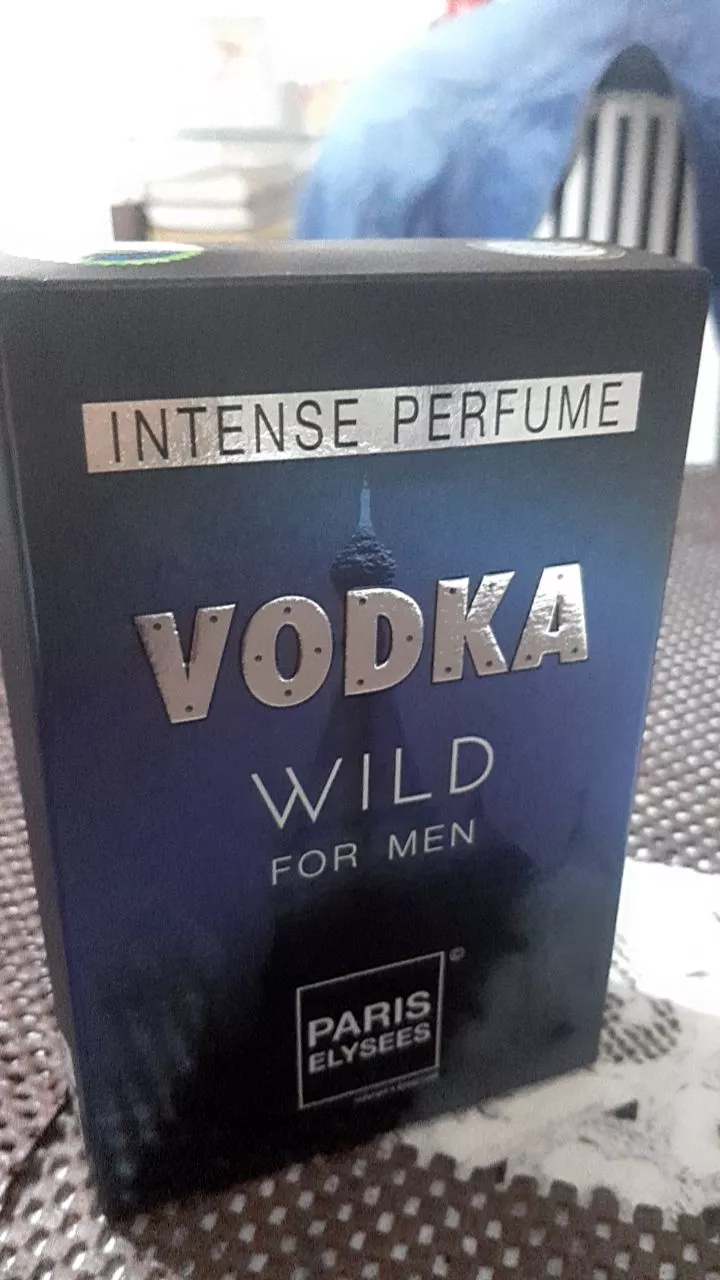 INTENSE PERFUME
VODKA
WILD
FOR MEN
©
PARIS
ELYSEES